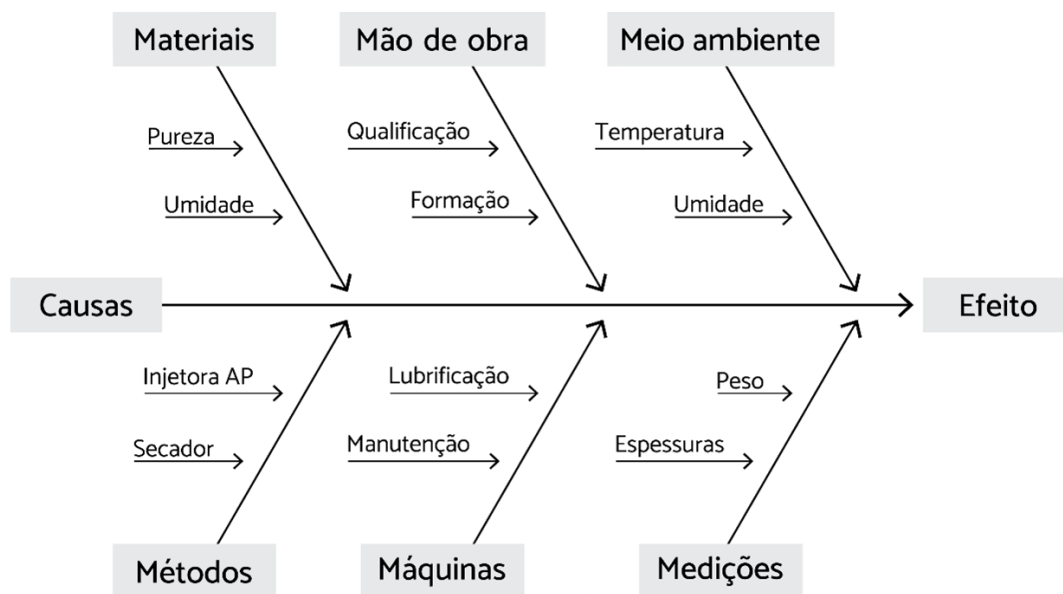 Materiais
Mão de obra
Meio ambiente
Pureza
Qualificação
Temperatura
Umidade
Formação
Umidade
Causas
Efeito
Injetora AP
Lubrificação
Peso
Secador
Manutenção
Espessuras
Métodos
Máquinas
Medições